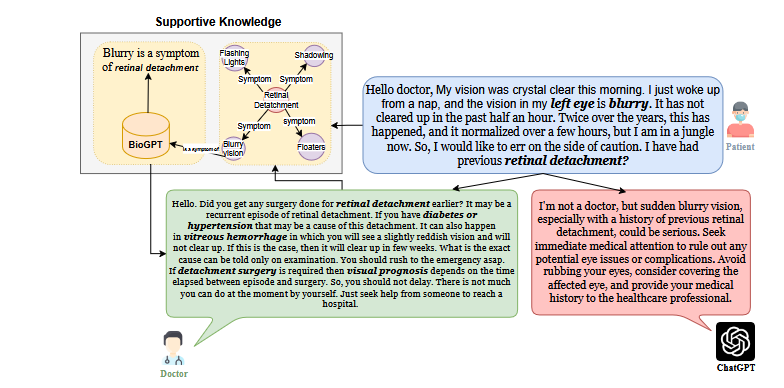 Supportive Knowledge
Blurry is a symptom
of retinal detachment
BioGPT
Flashing
Lights
Shadowing
Symptom
Symptom
Retinal
Detatchment
Symptom
symptom
is a symptom of
Blurry
vision
Floaters
Hello doctor, My vision was crystal clear this morning. I just woke up
from a nap, and the vision in my left eye is blurry. It has not
cleared up in the past half an hour. Twice over the years, this has
happened, and it normalized over a few hours, but I am in a jungle
now. So, I would like to err on the side of caution. I have had
previous retinal detachment?
Patient
Hello. Did you get any surgery done for retinal detachment earlier? It may be a
recurrent episode of retinal detachment. If you have diabetes or
hypertension that may be a cause of this detachment. It can also happen
in vitreous hemorrhage in which you will see a slightly reddish vision and will
not clear up. If this is the case, then it will clear up in few weeks. What is the exact
cause can be told only on examination. You should rush to the emergency asap.
If detachment surgery is required then visual prognosis depends on the time
elapsed between episode and surgery. So, you should not delay. There is not much
you can do at the moment by yourself. Just seek help from someone to reach a
hospital.
Doctor
I'm not a doctor, but sudden blurry vision,
especially with a history of previous retinal
detachment, could be serious. Seek
immediate medical attention to rule out any
potential eye issues or complications. Avoid
rubbing your eyes, consider covering the
affected eye, and provide your medical
history to the healthcare professional.
ChatGPT